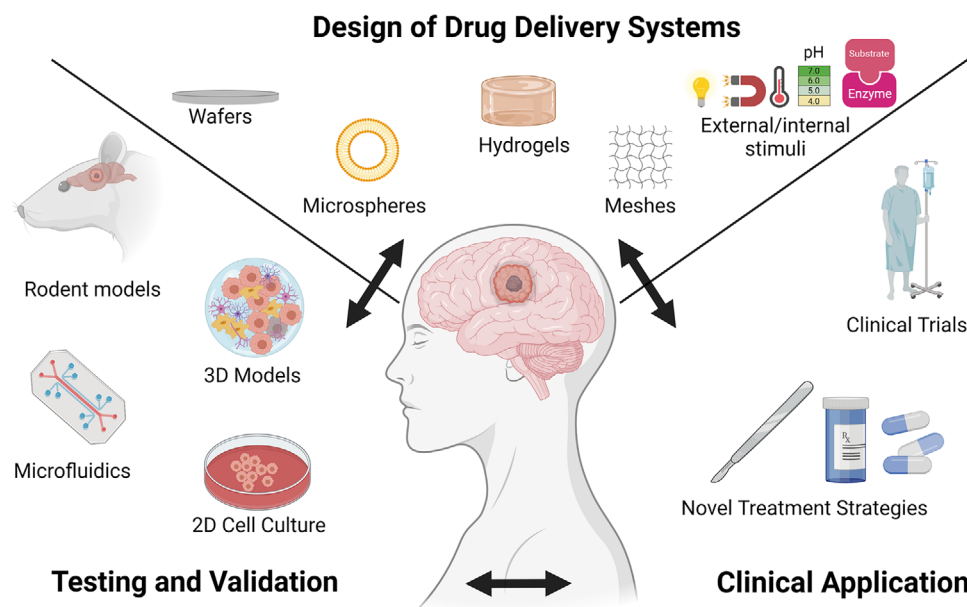 Design of Drug Delivery Systems
Wafers
Microspheres
Hydrogels
Meshes
pH
7.0
6.0
5.0
4.0
Substrate
Enzyme
External/internal
stimuli
Rodent models
3D Models
Microfluidics
2D Cell Culture
Testing and Validation
Clinical Trials
Rx
Novel Treatment Strategies
Clinical Application